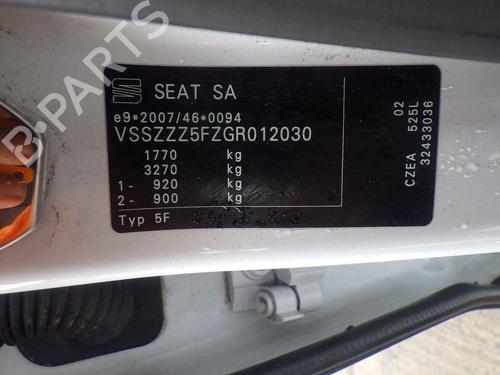 B-PARTS
SEAT SA
e9*2007/46*0094
VSSZZZ5FZGR012030
1770 kg
3270 kg
1- 920 kg
2- 900 kg
Typ 5F
02
CZEA 525L
32433036